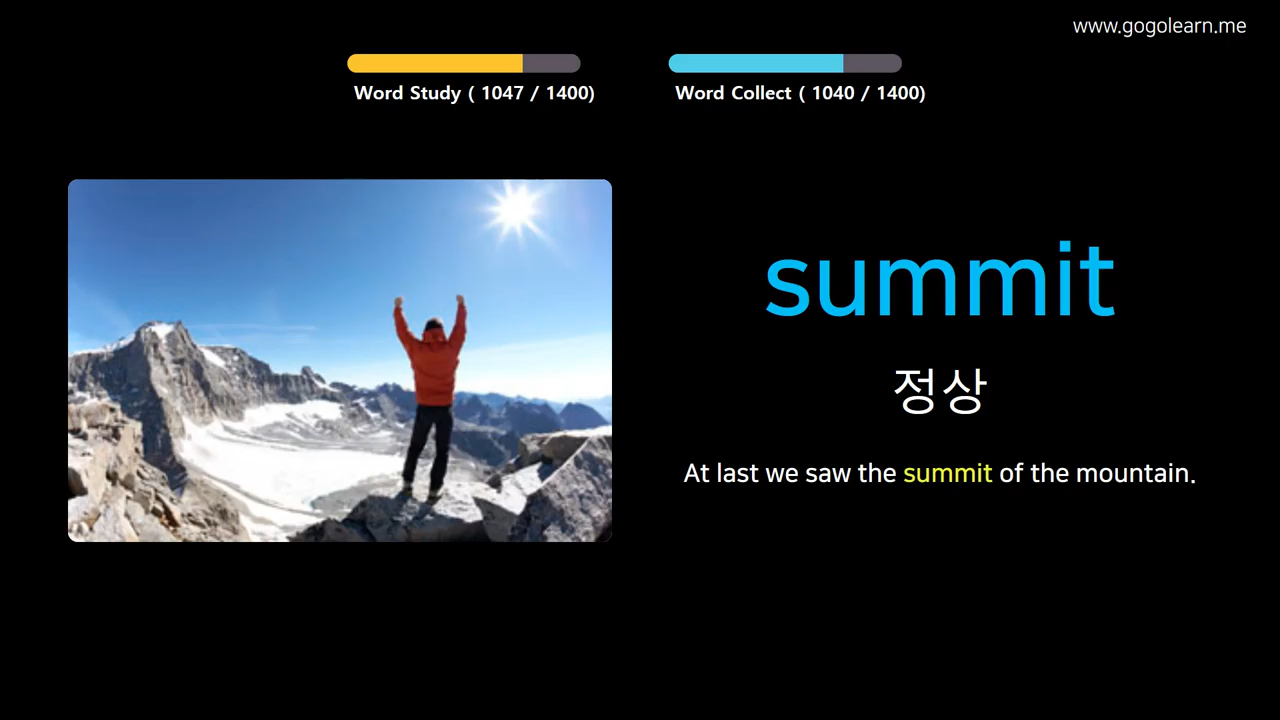 www.gogolearn.me
Word Study ( 1047 / 1400)
Word Collect ( 1040 / 1400)
summit
정상
At last we saw the summit of the mountain.